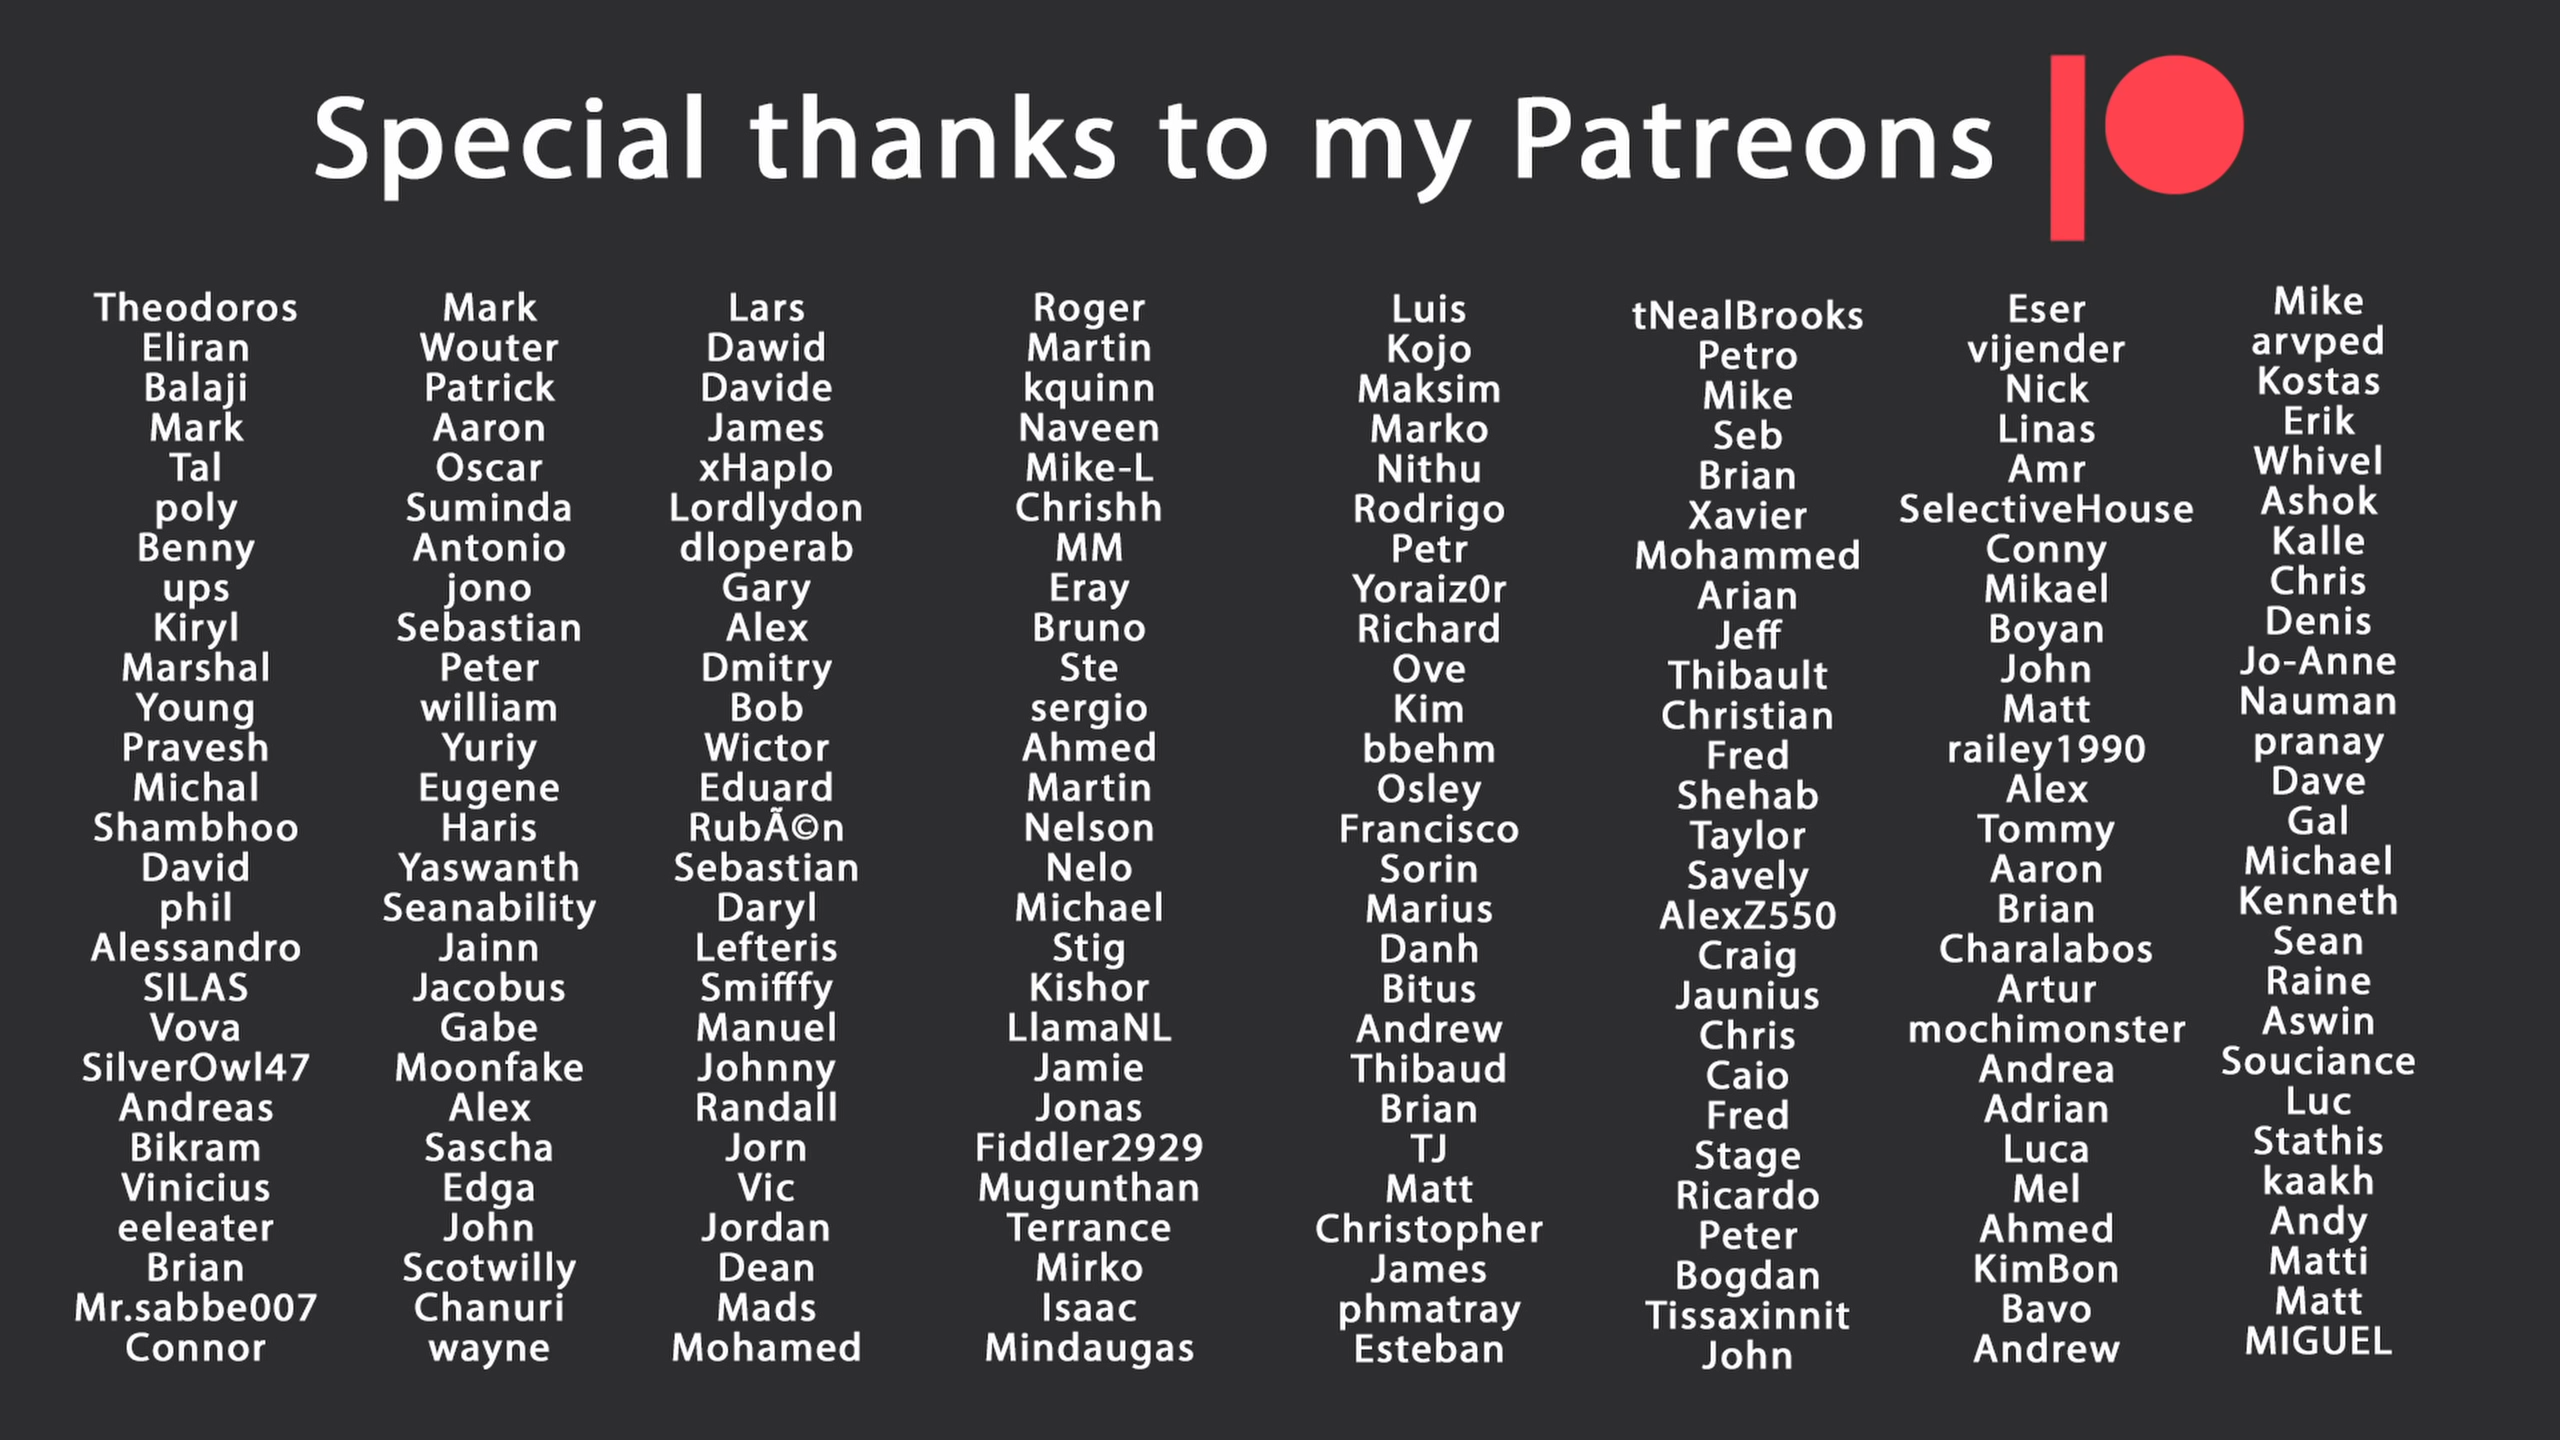 Special thanks to my Patreons
Theodoros
Eliran
Balaji
Mark
Tal
poly
Benny
ups
Kiryl
Marshal
Young
Pravesh
Michal
Shambhoo
David
phil
Alessandro
SILAS
Vova
SilverOwl47
Andreas
Bikram
Vinicius
eeleater
Brian
Mr.sabbe007
Connor
Mark
Wouter
Patrick
Aaron
Oscar
Suminda
Antonio
jono
Sebastian
Peter
william
Yuriy
Eugene
Haris
Yaswanth
Seanability
Jainn
Jacobus
Gabe
Moonfake
Alex
Sascha
Edga
John
Scotwilly
Chanuri
wayne
Lars
Dawid
Davide
James
xHaplo
Lordlydon
dloperab
Gary
Alex
Dmitry
Bob
Wictor
Eduard
RubÃ©n
Sebastian
Daryl
Lefteris
Smifffy
Manuel
Johnny
Randall
Jorn
Vic
Jordan
Dean
Mads
Mohamed
Roger
Martin
kquinn
Naveen
Mike-L
Chrishh
MM
Eray
Bruno
Ste
sergio
Ahmed
Martin
Nelson
Nelo
Michael
Stig
Kishor
LlamaNL
Jamie
Jonas
Fiddler2929
Mugunthan
Terrance
Mirko
Isaac
Mindaugas
Luis
Kojo
Maksim
Marko
Nithu
Rodrigo
Petr
Yoraiz0r
Richard
Ove
Kim
bbehm
Osley
Francisco
Sorin
Marius
Danh
Bitus
Andrew
Thibaud
Brian
TJ
Matt
Christopher
James
phmatray
Esteban
tNealBrooks
Petro
Mike
Seb
Brian
Xavier
Mohammed
Arian
Jeff
Thibault
Christian
Fred
Shehab
Taylor
Savely
AlexZ550
Craig
Jaunius
Chris
Caio
Fred
Stage
Ricardo
Peter
Bogdan
Tissaxinnit
John
Eser
vijender
Nick
Linas
Amr
SelectiveHouse
Conny
Mikael
Boyan
John
Matt
railey1990
Alex
Tommy
Aaron
Brian
Charalabos
Artur
mochimonster
Andrea
Adrian
Luca
Mel
Ahmed
KimBon
Bavo
Andrew
Mike
arvped
Kostas
Erik
Whivel
Ashok
Kalle
Chris
Denis
Jo-Anne
Nauman
pranay
Dave
Gal
Michael
Kenneth
Sean
Raine
Aswin
Souciance
Luc
Stathis
kaakh
Andy
Matti
Matt
MIGUEL